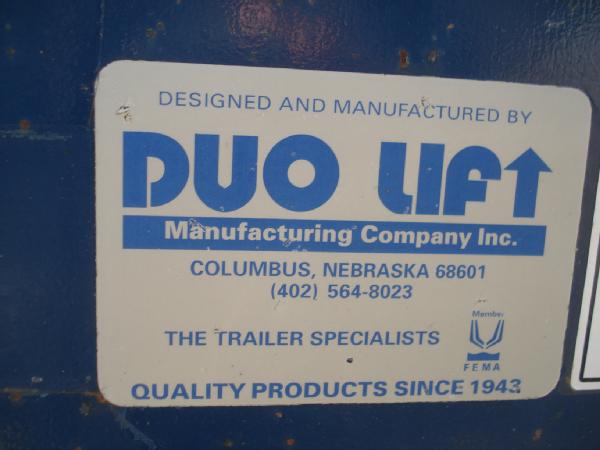 DESIGNED AND MANUFACTURED BY
DUO LIFT
Manufacturing Company Inc.
COLUMBUS, NEBRASKA 68601
(402) 564-8023
THE TRAILER SPECIALISTS
Member
FEMA
QUALITY PRODUCTS SINCE 1943